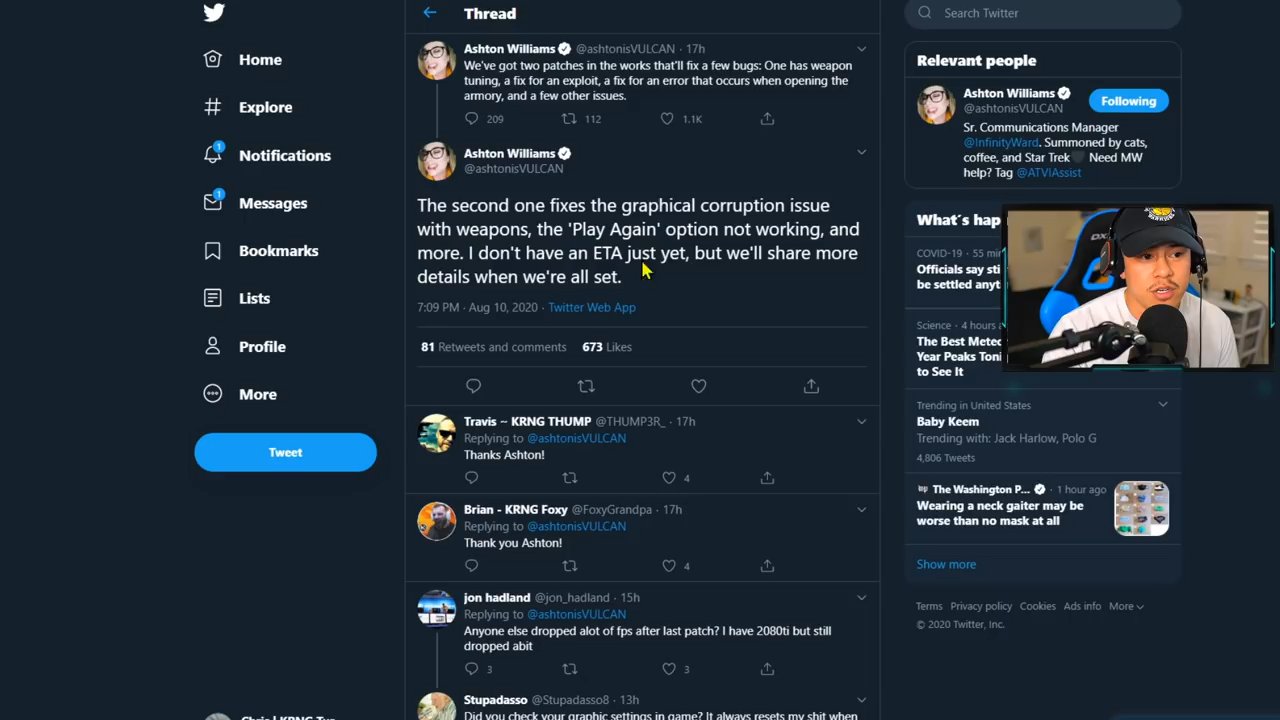 Thread
Search Twitter
Home
Explore
1
Notifications
1
Messages
Bookmarks
Lists
Profile
More
Tweet
Ashton Williams @ashtonisVULCAN · 17h
We've got two patches in the works that'll fix a few bugs: One has weapon
tuning, a fix for an exploit, a fix for an error that occurs when opening the
armory, and a few other issues.
209 112 1.1K
Ashton Williams
@ashtonisVULCAN
The second one fixes the graphical corruption issue
with weapons, the 'Play Again' option not working, and
more. I don't have an ETA just yet, but we'll share more
details when we're all set.
7:09 PM · Aug 10, 2020 · Twitter Web App
81 Retweets and comments 673 Likes
Travis ~ KRNG THUMP @THUMP3R_ · 17h
Replying to @ashtonisVULCAN
Thanks Ashton!
4
Brian - KRNG Foxy @FoxyGrandpa · 17h
Replying to @ashtonisVULCAN
Thank you Ashton!
4
jon hadland @jon_hadland · 15h
Replying to @ashtonisVULCAN
Anyone else dropped alot of fps after last patch? I have 2080ti but still
dropped abit
3 3
Stupadasso @Stupadasso8 · 13h
Did you check your graphic settings in game? It always resets my shit when
Relevant people
Ashton Williams
@ashtonisVULCAN
Following
Sr. Communications Manager
@InfinityWard. Summoned by cats,
coffee, and Star Trek Need MW
help? Tag @ATVIAssist
What's hap
COVID-19 · 55 min
Officials say sti
be settled anyt
Science · 4 hours a
The Best Mete
Year Peaks Toni
to See It
Trending in United States
Baby Keem
Trending with: Jack Harlow, Polo G
4,806 Tweets
The Washington P... · 1 hour ago
Wearing a neck gaiter may be
worse than no mask at all
Show more
Terms Privacy policy Cookies Ads info More
© 2020 Twitter, Inc.